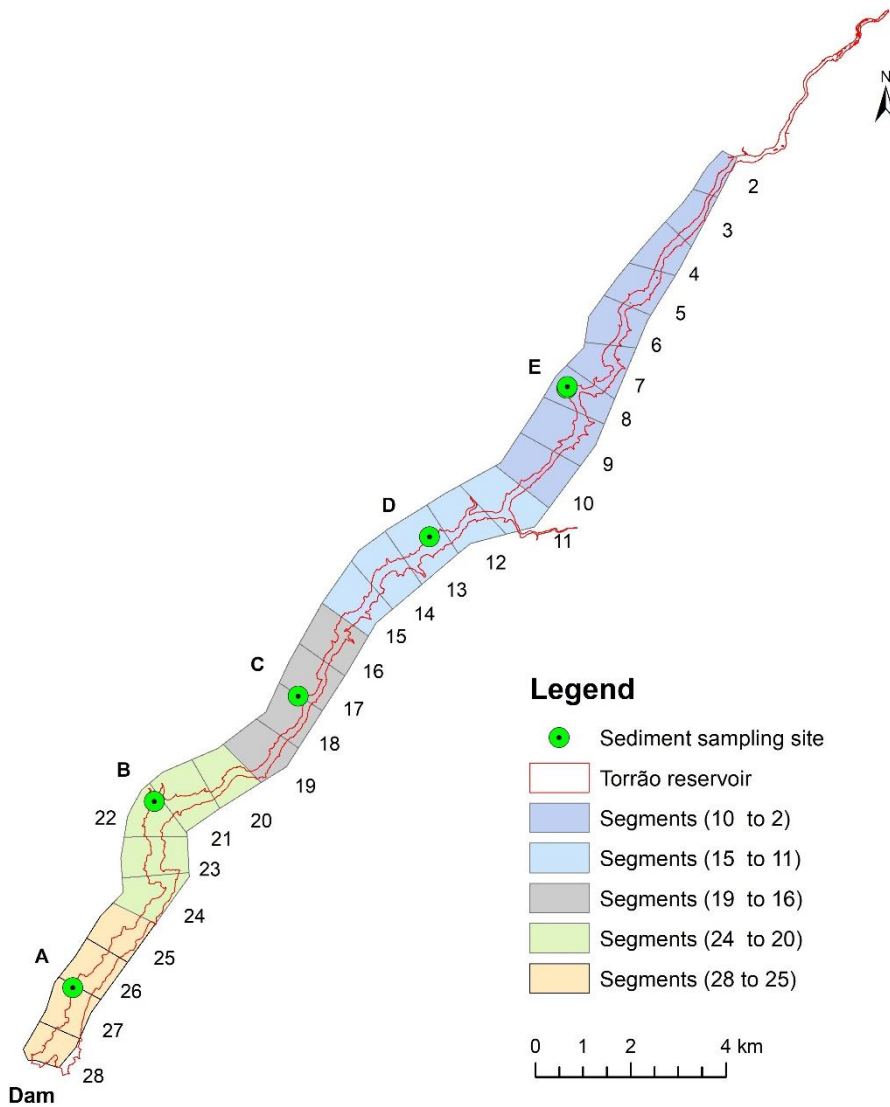 N
2
3
4
5
6
E
7
8
9
10
D
11
12
13
14
15
C
16
17
18
19
B
20
21
22
23
24
A
25
26
27
28
Dam
Legend
Sediment sampling site
Torrão reservoir
Segments (10 to 2)
Segments (15 to 11)
Segments (19 to 16)
Segments (24 to 20)
Segments (28 to 25)
0 1 2 4 km